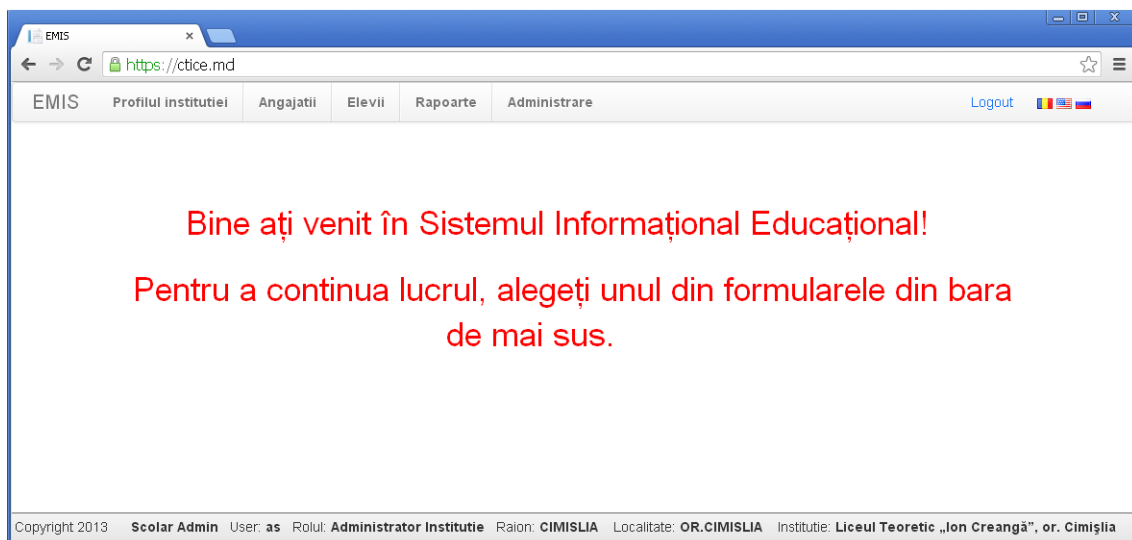 EMIS
https://ctice.md
EMIS Profilul institutiei Angajatii Elevii Rapoarte Administrare Logout
Bine ați venit în Sistemul Informațional Educațional!
Pentru a continua lucrul, alegeți unul din formularele din bara
de mai sus.
Copyright 2013 Scolar Admin User: as Rolul: Administrator Institutie Raion: CIMISLIA Localitate: OR.CIMISLIA Institutie: Liceul Teoretic „Ion Creangă”, or. Cimişlia